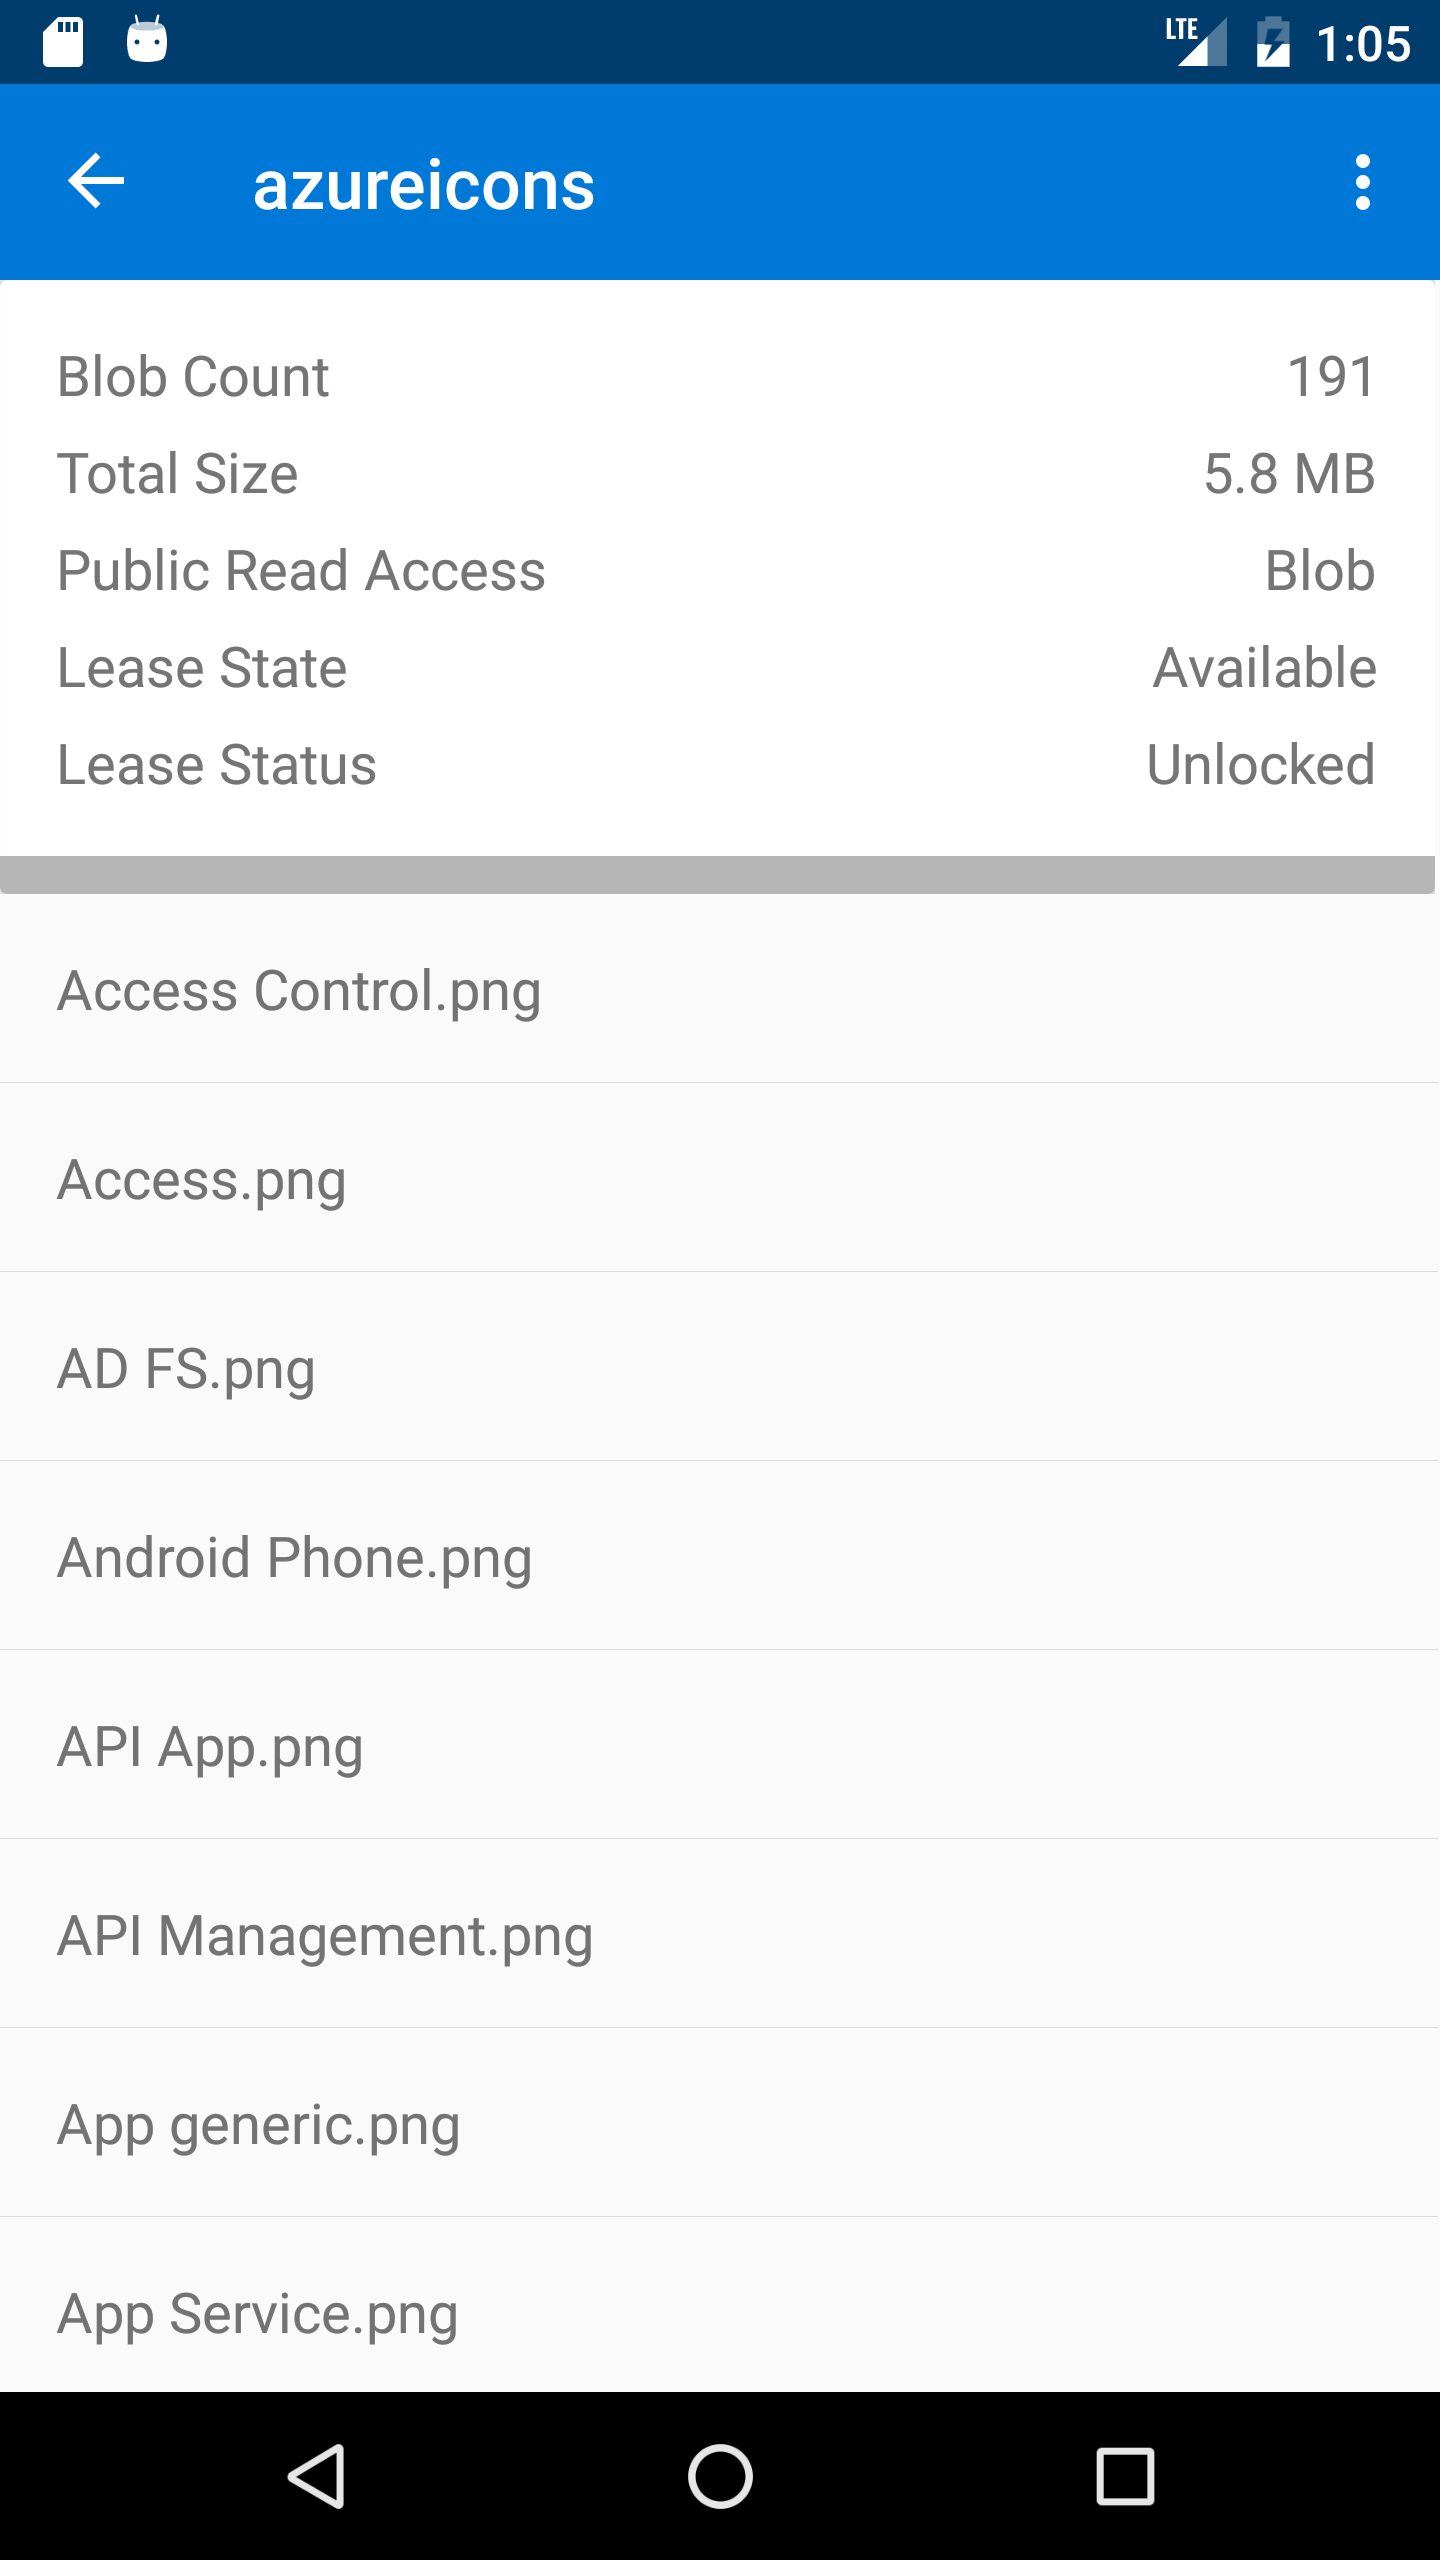 LTE 1:05
azureicons
Blob Count 191
Total Size 5.8 MB
Public Read Access Blob
Lease State Available
Lease Status Unlocked
Access Control.png
Access.png
AD FS.png
Android Phone.png
API App.png
API Management.png
App generic.png
App Service.png